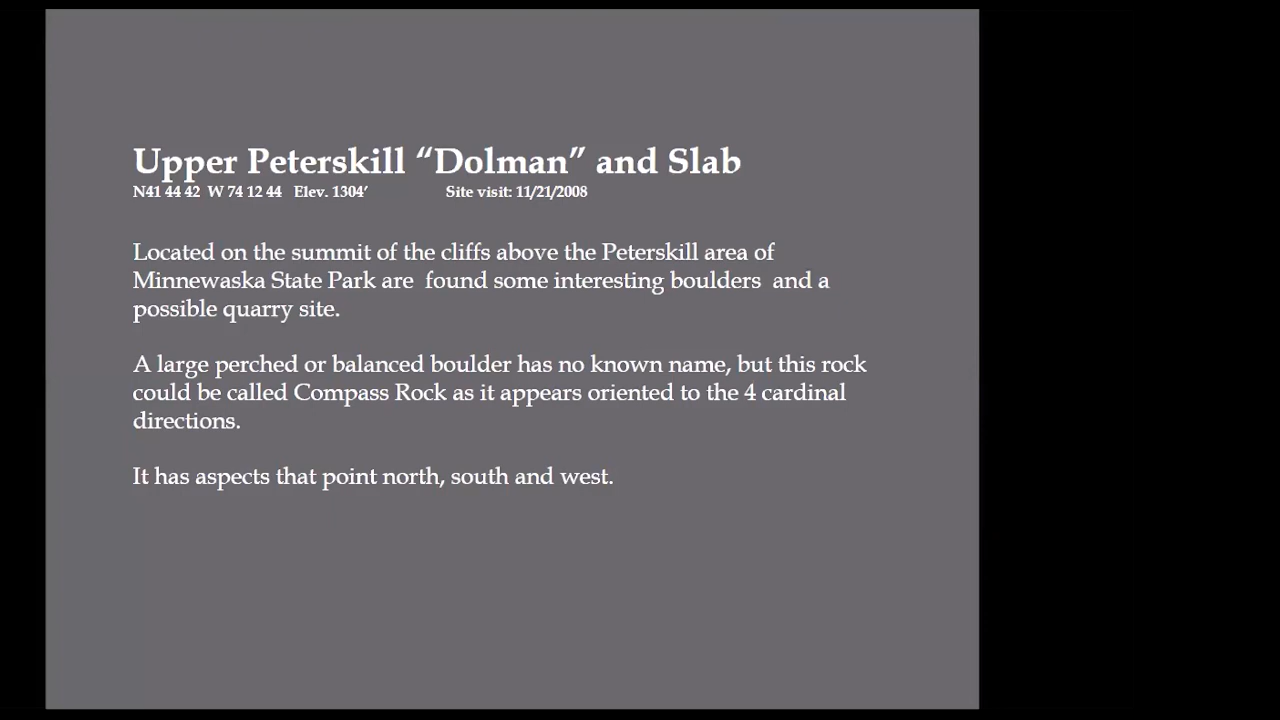 Upper Peterskill “Dolman” and Slab
N41 44 42  W 74 12 44   Elev. 1304’                    Site visit: 11/21/2008
Located on the summit of the cliffs above the Peterskill area of
Minnewaska State Park are  found some interesting boulders  and a
possible quarry site.
A large perched or balanced boulder has no known name, but this rock
could be called Compass Rock as it appears oriented to the 4 cardinal
directions.
It has aspects that point north, south and west.